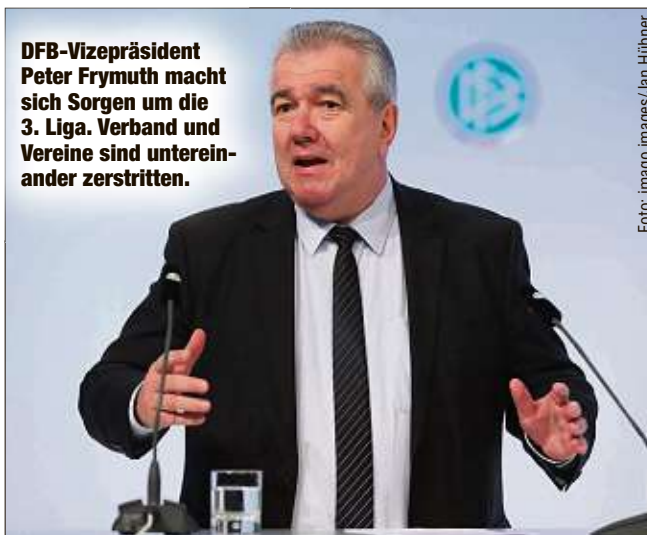 DFB-Vizepräsident
Peter Frymuth macht
sich Sorgen um die
3. Liga. Verband und
Vereine sind unterein-
ander zerstritten.
Foto: imago images/Jan Hübner